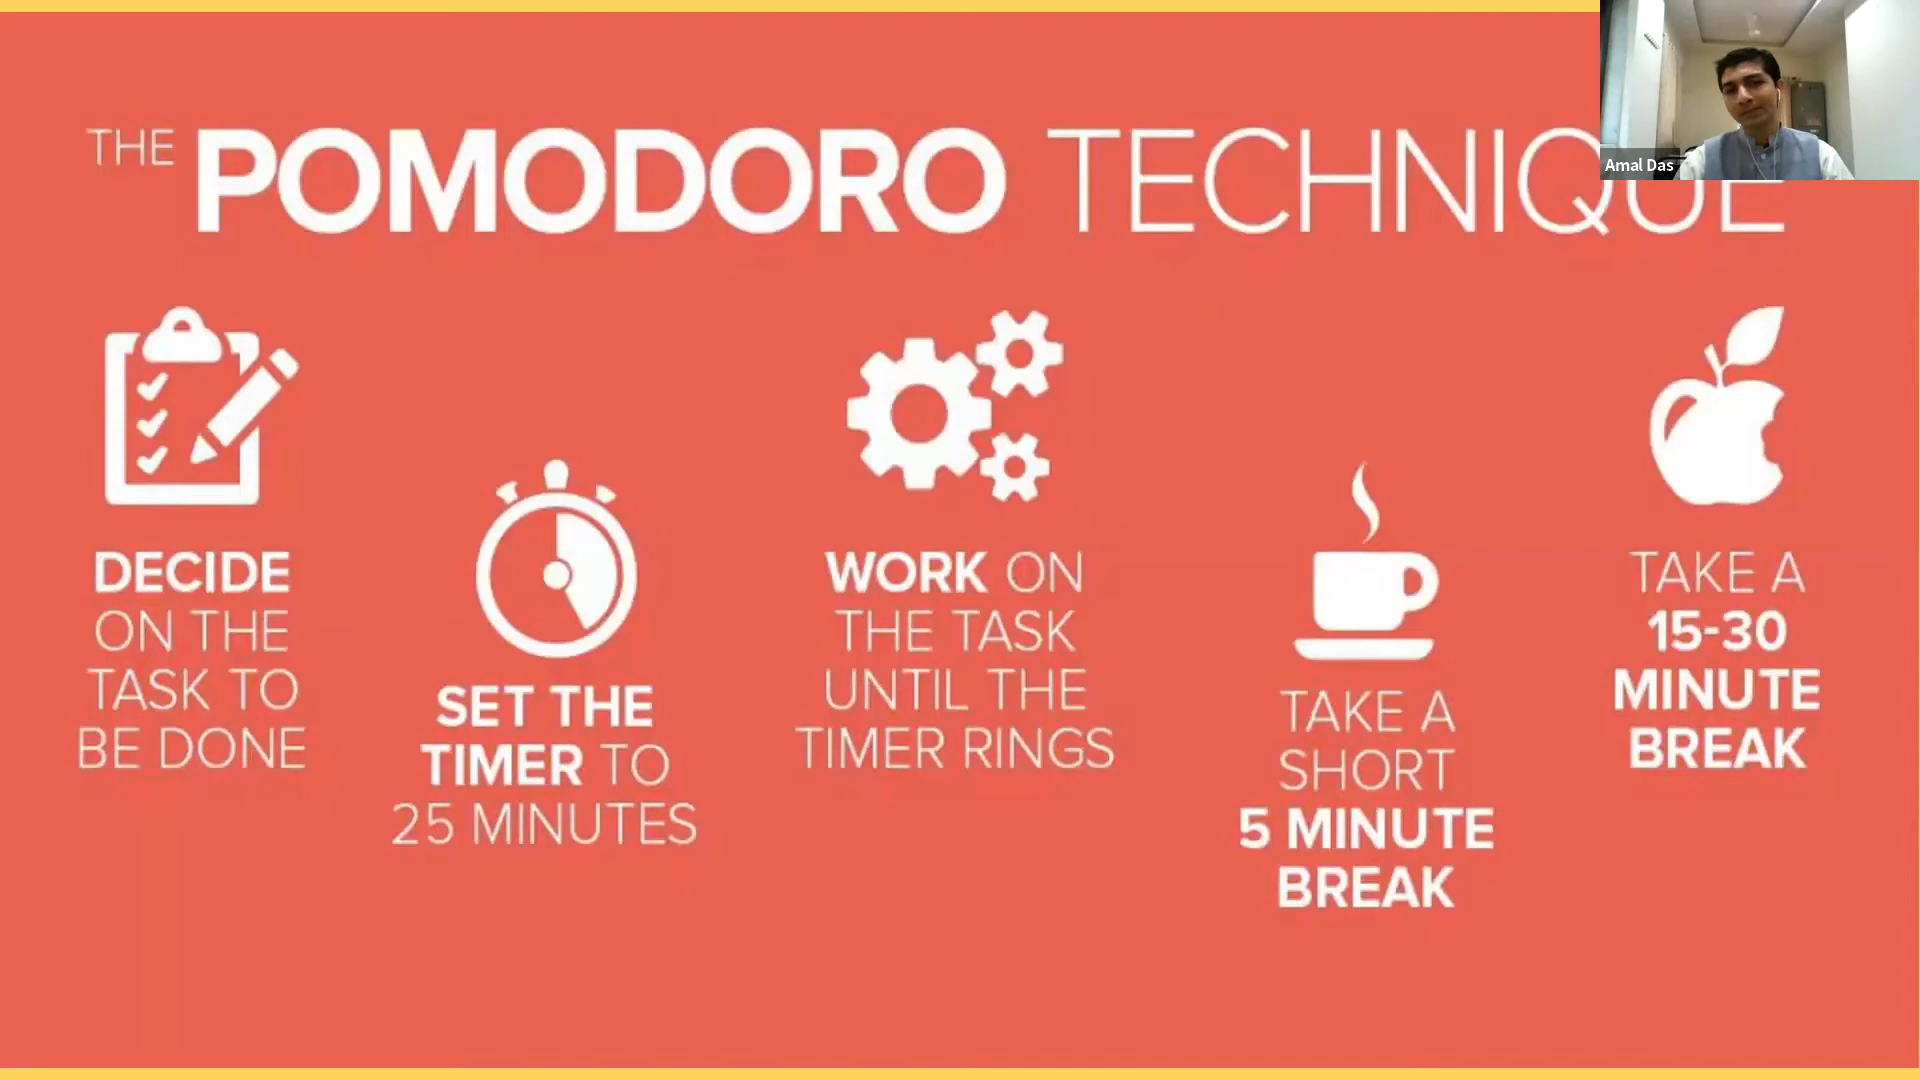 THE POMODORO TECHNIQUE
Amal Das
DECIDE
ON THE
TASK TO
BE DONE
SET THE
TIMER TO
25 MINUTES
WORK ON
THE TASK
UNTIL THE
TIMER RINGS
TAKE A
SHORT
5 MINUTE
BREAK
TAKE A
15-30
MINUTE
BREAK